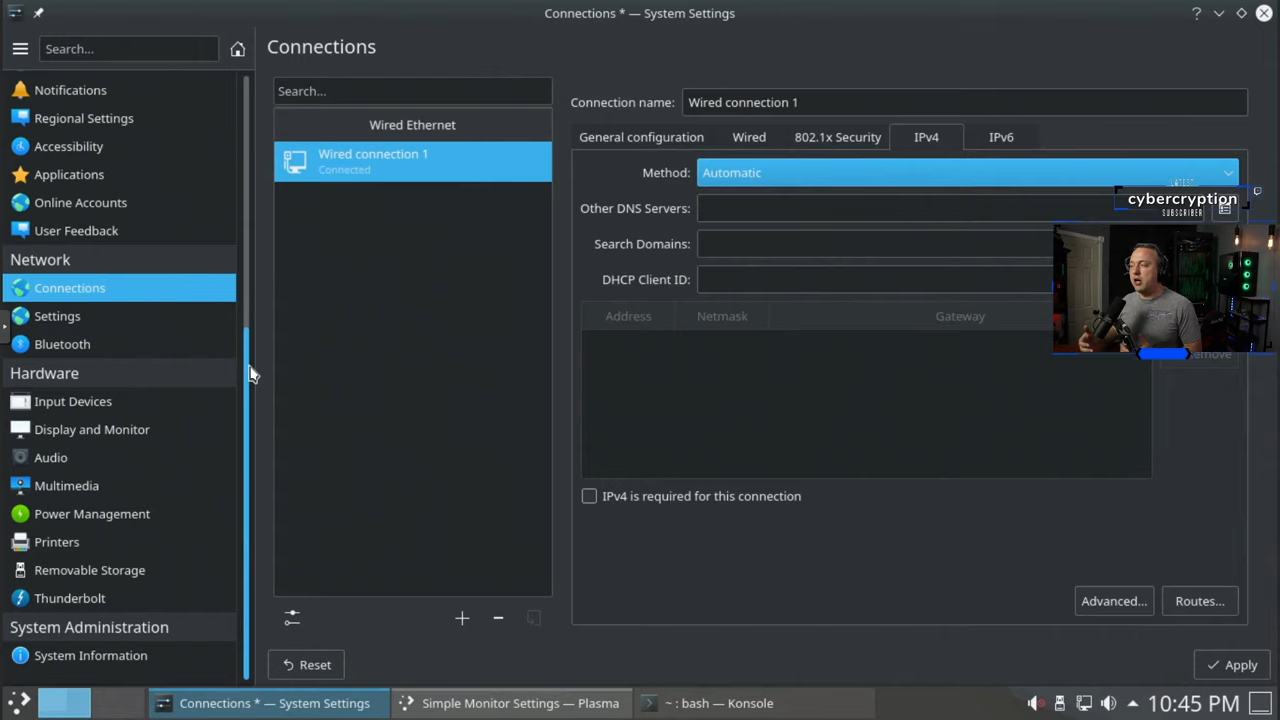 Connections * — System Settings
?
Search...
Connections
Notifications
Regional Settings
Accessibility
Applications
Online Accounts
User Feedback
Network
Connections
Settings
Bluetooth
Hardware
Input Devices
Display and Monitor
Audio
Multimedia
Power Management
Printers
Removable Storage
Thunderbolt
System Administration
System Information
Search...
Wired Ethernet
Wired connection 1
Connected
Reset
Connection name: Wired connection 1
General configuration Wired 802.1x Security IPv4 IPv6
Method: Automatic
Other DNS Servers:
Search Domains:
DHCP Client ID:
Address Netmask Gateway
LATEST
cybercryption
SUBSCRIBER
Remove
IPv4 is required for this connection
Advanced... Routes...
Apply
Connections * — System Settings
Simple Monitor Settings — Plasma
~ : bash — Konsole
10:45 PM